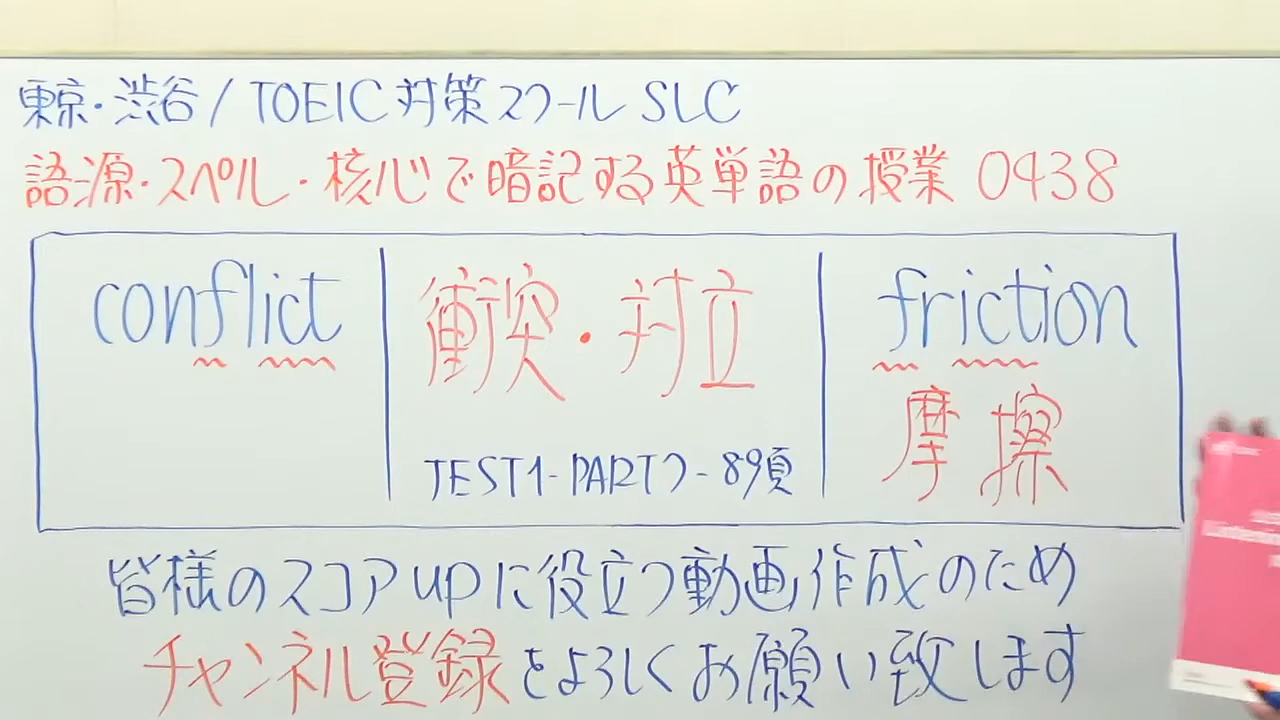 東京・渋谷/TOEIC対策スクールSLC
語源・スペル・核心で暗記する英単語の授業 0438
conflict
衝突・対立
TEST1-PART7-89頁
friction
摩擦
皆様のスコアupに役立つ動画作成のため
チャンネル登録をよろしくお願い致します